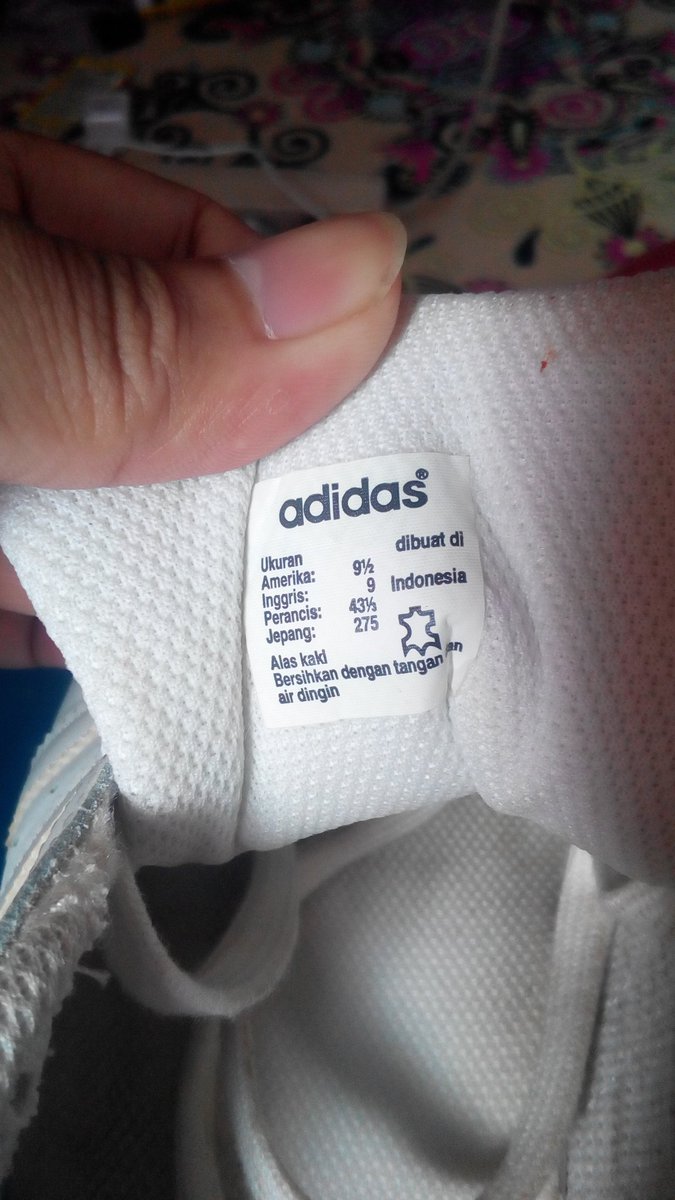 adidas®
dibuat di
Indonesia
Ukuran
Amerika: 9½
Inggris: 9
Perancis: 43⅓
Jepang: 275
Alas kaki
Bersihkan dengan tangan
air dingin